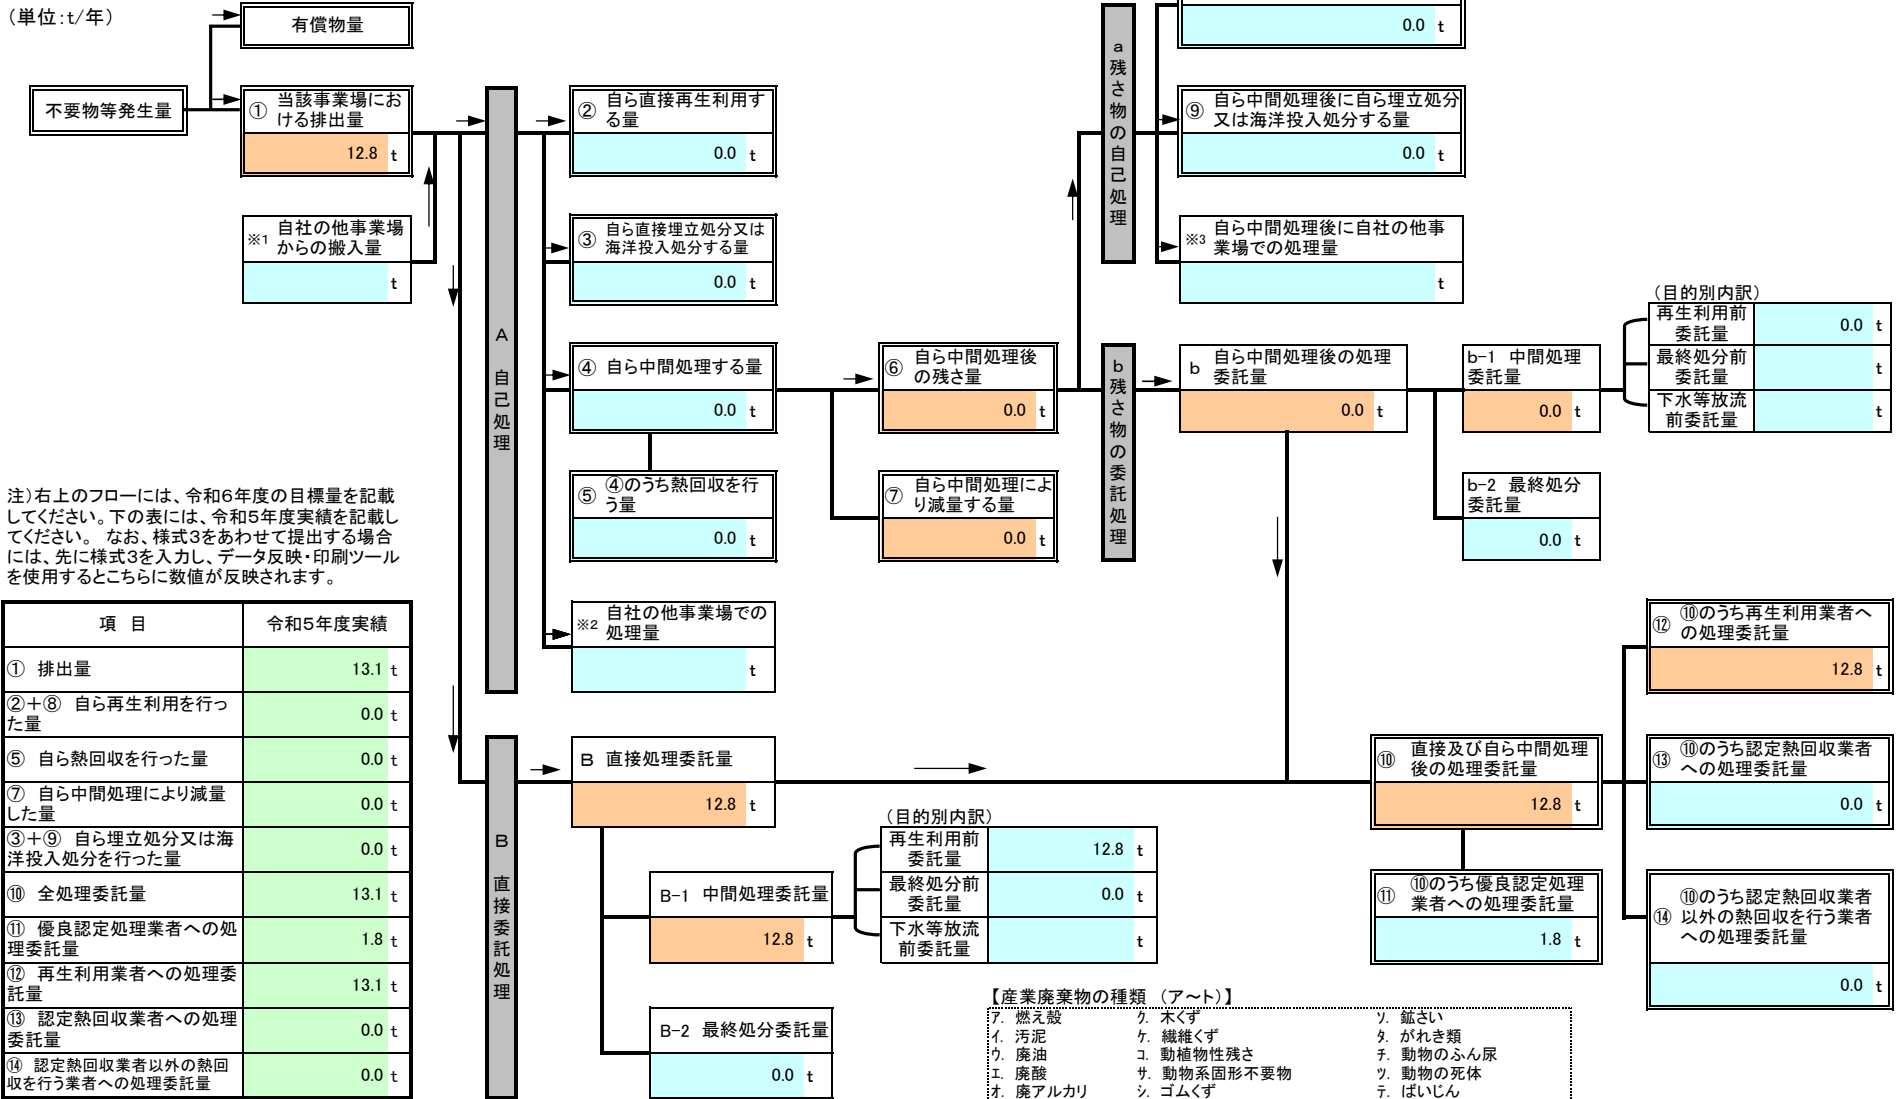 (単位:t/年)
有償物量
不要物等発生量
① 当該事業場にお
ける排出量
12.8 t
※1 自社の他事業場
からの搬入量
t
A 自己処理
② 自ら直接再生利用す
る量
0.0 t
③ 自ら直接埋立処分又は
海洋投入処分する量
0.0 t
④ 自ら中間処理する量
0.0 t
⑤ ④のうち熱回収を行
う量
0.0 t
※2 自社の他事業場での
処理量
t
⑥ 自ら中間処理後
の残さ量
0.0 t
⑦ 自ら中間処理によ
り減量する量
0.0 t
a 残さ物の自己処理
0.0 t
⑨ 自ら中間処理後に自ら埋立処分
又は海洋投入処分する量
0.0 t
※3 自ら中間処理後に自社の他事
業場での処理量
t
b 残さ物の委託処理
b 自ら中間処理後の処理
委託量
0.0 t
b-1 中間処理
委託量
0.0 t
b-2 最終処分
委託量
0.0 t
(目的別内訳)
再生利用前
委託量
0.0 t
最終処分前
委託量
t
下水等放流
前委託量
t
注)右上のフローには、令和6年度の目標量を記載
してください。下の表には、令和5年度実績を記載し
てください。 なお、様式3をあわせて提出する場合
には、先に様式3を入力し、データ反映・印刷ツール
を使用するとこちらに数値が反映されます。
項 目 令和5年度実績
① 排出量 13.1 t
②+⑧ 自ら再生利用を行っ
た量
0.0 t
⑤ 自ら熱回収を行った量 0.0 t
⑦ 自ら中間処理により減量
した量
0.0 t
③+⑨ 自ら埋立処分又は海
洋投入処分を行った量
0.0 t
⑩ 全処理委託量 13.1 t
⑪ 優良認定処理業者への処
理委託量
1.8 t
⑫ 再生利用業者への処理委
託量
13.1 t
⑬ 認定熱回収業者への処理
委託量
0.0 t
⑭ 認定熱回収業者以外の熱回
収を行う業者への処理委託量
0.0 t
B 直接委託処理
B 直接処理委託量
12.8 t
B-1 中間処理委託量
12.8 t
B-2 最終処分委託量
0.0 t
(目的別内訳)
再生利用前
委託量
12.8 t
最終処分前
委託量
0.0 t
下水等放流
前委託量
t
⑩ 直接及び自ら中間処理
後の処理委託量
12.8 t
⑪ ⑩のうち優良認定処理
業者への処理委託量
1.8 t
⑫ ⑩のうち再生利用業者へ
の処理委託量
12.8 t
⑬ ⑩のうち認定熱回収業者
への処理委託量
0.0 t
⑭ ⑩のうち認定熱回収業者
以外の熱回収を行う業者
への処理委託量
0.0 t
【産業廃棄物の種類 (ア~ト)】
ア. 燃え殻 ク. 木くず ソ. 鉱さい
イ. 汚泥 ケ. 繊維くず タ. がれき類
ウ. 廃油 コ. 動植物性残さ チ. 動物のふん尿
エ. 廃酸 サ. 動物系固形不要物 ツ. 動物の死体
オ. 廃アルカリ シ. ゴムくず テ. ばいじん